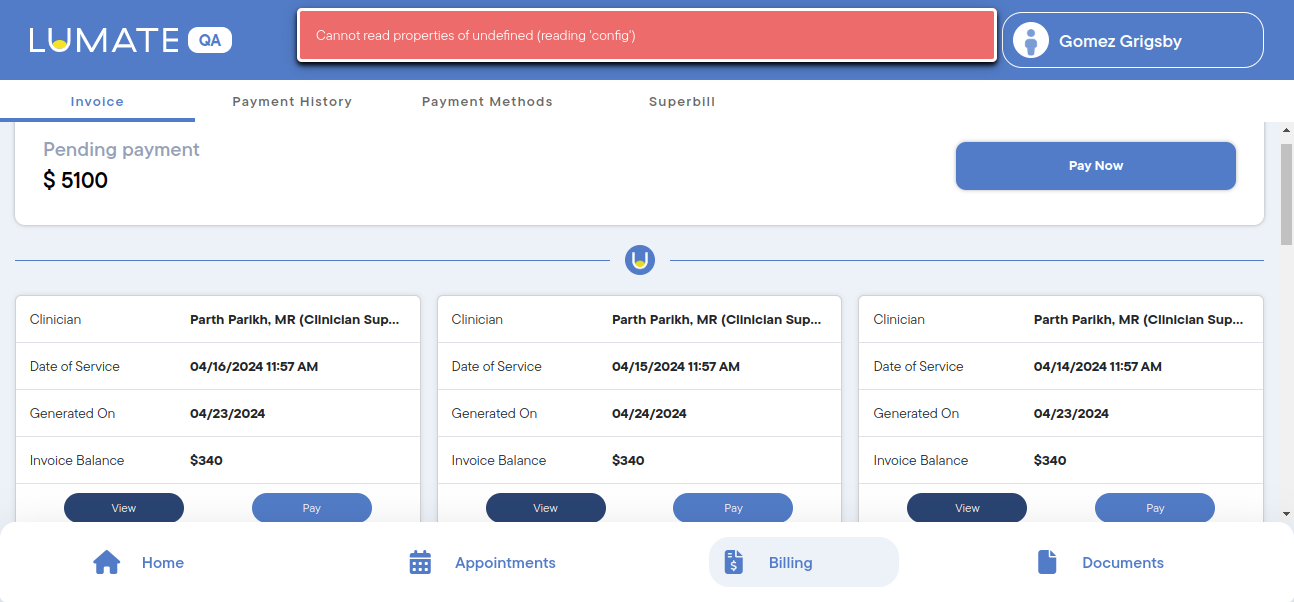 LUMATE QA
Cannot read properties of undefined (reading 'config')
Gomez Grigsby
Invoice Payment History Payment Methods Superbill
Pending payment
$ 5100
Pay Now
Clinician Parth Parikh, MR (Clinician Sup...
Date of Service 04/16/2024 11:57 AM
Generated On 04/23/2024
Invoice Balance $340
View Pay
Clinician Parth Parikh, MR (Clinician Sup...
Date of Service 04/15/2024 11:57 AM
Generated On 04/24/2024
Invoice Balance $340
View Pay
Clinician Parth Parikh, MR (Clinician Sup...
Date of Service 04/14/2024 11:57 AM
Generated On 04/23/2024
Invoice Balance $340
View Pay
Home Appointments Billing Documents